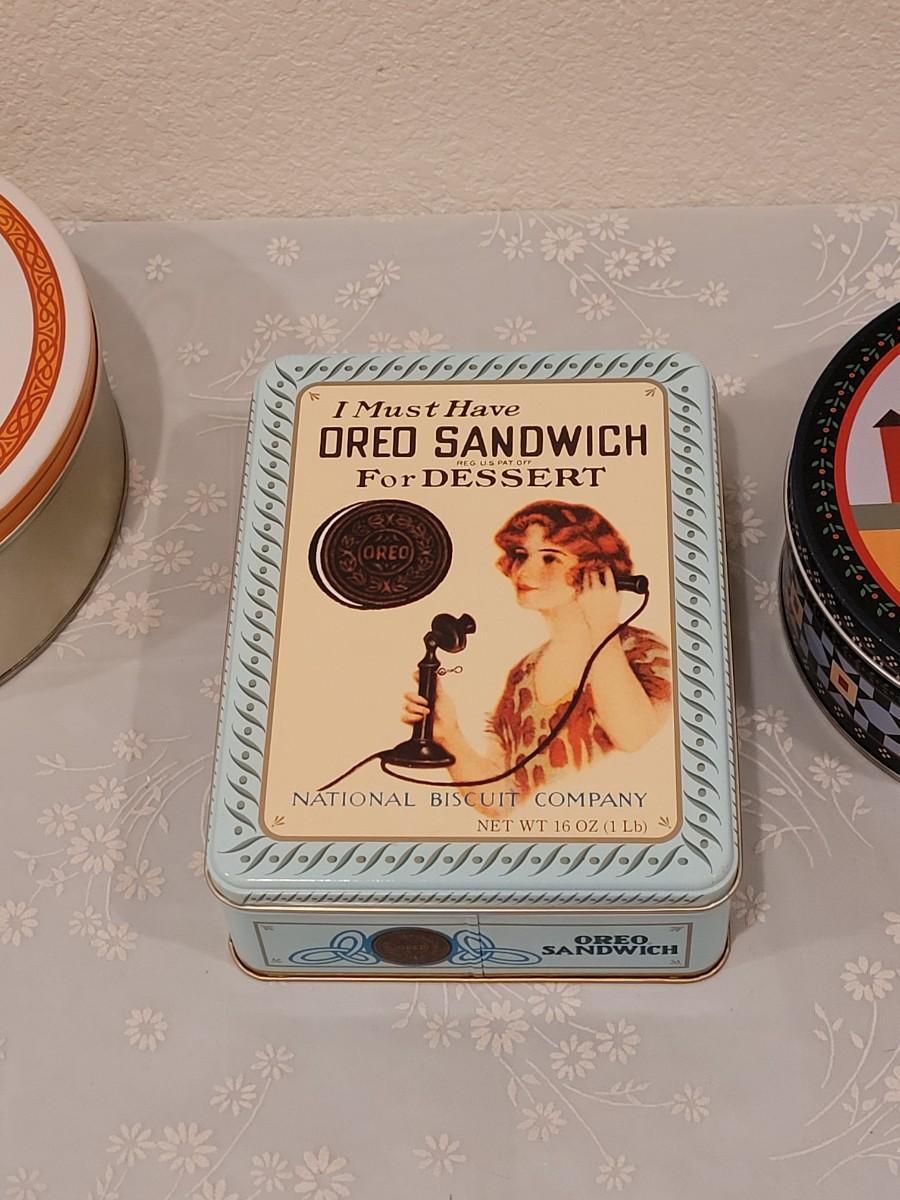 I Must Have
OREO SANDWICH
REG. U.S. PAT. OFF.
For DESSERT
OREO
NATIONAL BISCUIT COMPANY
NET WT 16 OZ (1 Lb)
OREO
OREO
SANDWICH